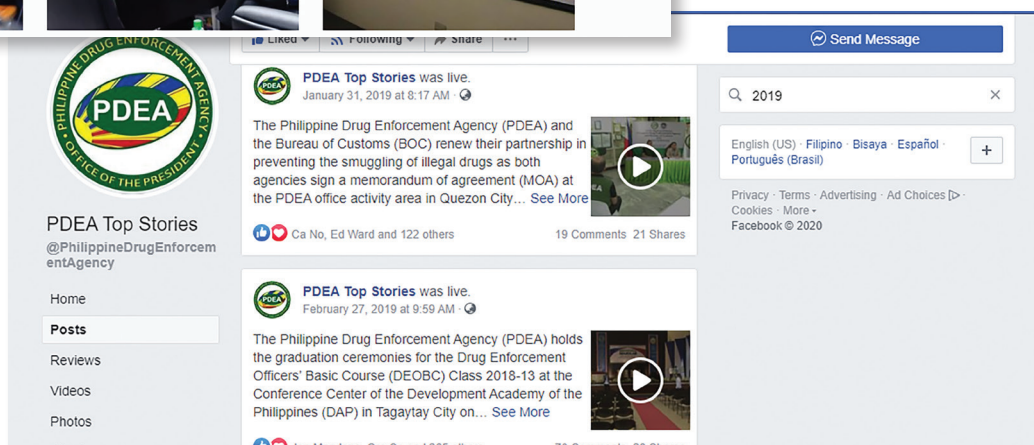 Liked
Following
Share
...
Send Message
PHILIPPINE DRUG ENFORCEMENT AGENCY
PDEA
OFFICE OF THE PRESIDENT
PDEA Top Stories
@PhilippineDrugEnforcem
entAgency
Home
Posts
Reviews
Videos
Photos
PDEA Top Stories was live.
January 31, 2019 at 8:17 AM ·
The Philippine Drug Enforcement Agency (PDEA) and
the Bureau of Customs (BOC) renew their partnership in
preventing the smuggling of illegal drugs as both
agencies sign a memorandum of agreement (MOA) at
the PDEA office activity area in Quezon City... See More
Ca No, Ed Ward and 122 others
19 Comments 21 Shares
PDEA Top Stories was live.
February 27, 2019 at 9:59 AM ·
The Philippine Drug Enforcement Agency (PDEA) holds
the graduation ceremonies for the Drug Enforcement
Officers' Basic Course (DEOBC) Class 2018-13 at the
Conference Center of the Development Academy of the
Philippines (DAP) in Tagaytay City on... See More
2019
English (US) · Filipino · Bisaya · Español ·
Português (Brasil)
Privacy · Terms · Advertising · Ad Choices ·
Cookies · More
Facebook © 2020